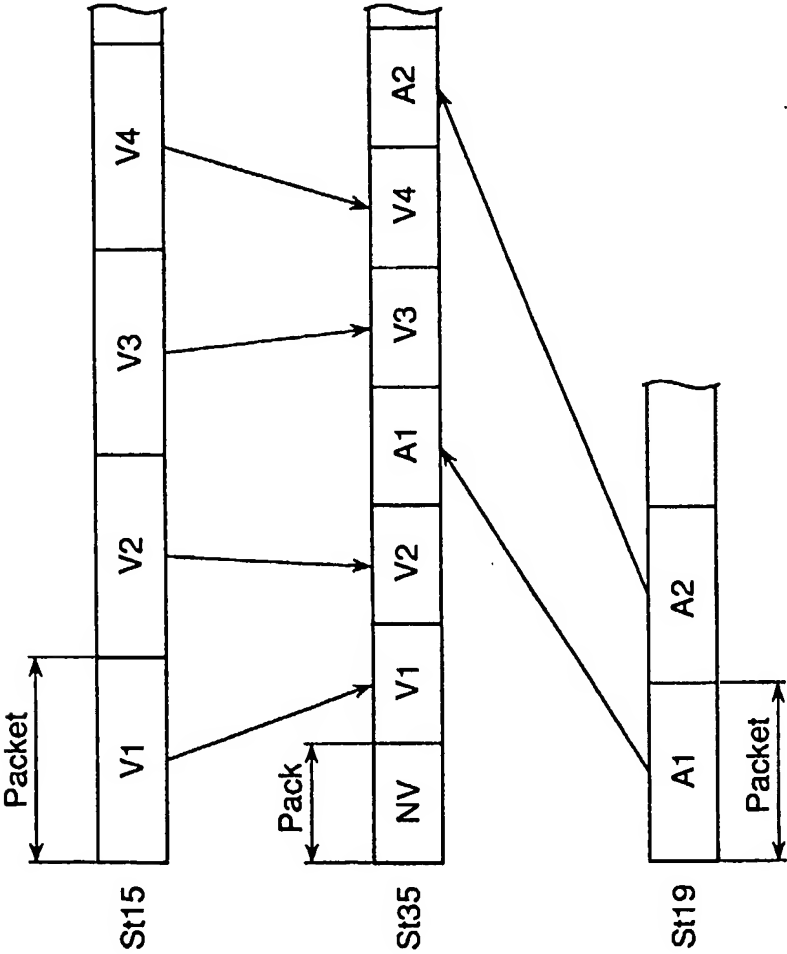 Packet
St15 V1 V2 V3 V4
Pack
St35 NV V1 V2 A1 V3 V4 A2
St19 A1 A2
Packet